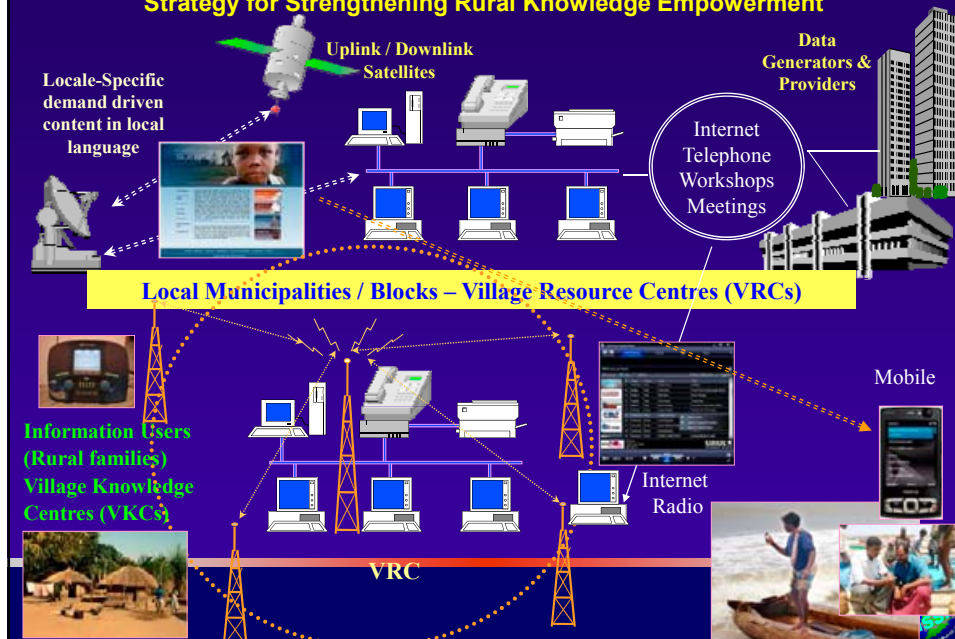 Strategy for Strengthening Rural Knowledge Empowerment
Uplink / Downlink
Satellites
Data
Generators &
Providers
Locale-Specific
demand driven
content in local
language
Internet
Telephone
Workshops
Meetings
Local Municipalities / Blocks – Village Resource Centres (VRCs)
Mobile
Information Users
(Rural families)
Village Knowledge
Centres (VKCs)
Internet
Radio
VRC